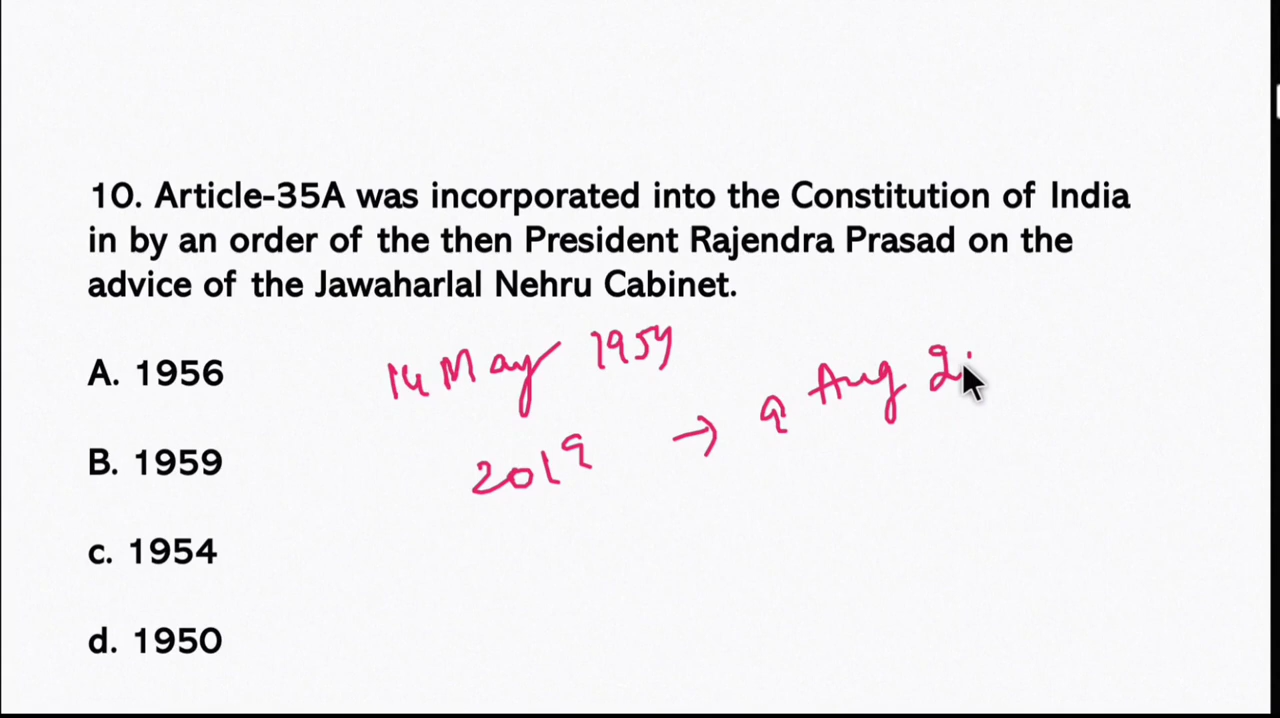 10. Article-35A was incorporated into the Constitution of India
in by an order of the then President Rajendra Prasad on the
advice of the Jawaharlal Nehru Cabinet.
A. 1956
14 May 1954
9 Aug 2
B. 1959
2019 →
c. 1954
d. 1950